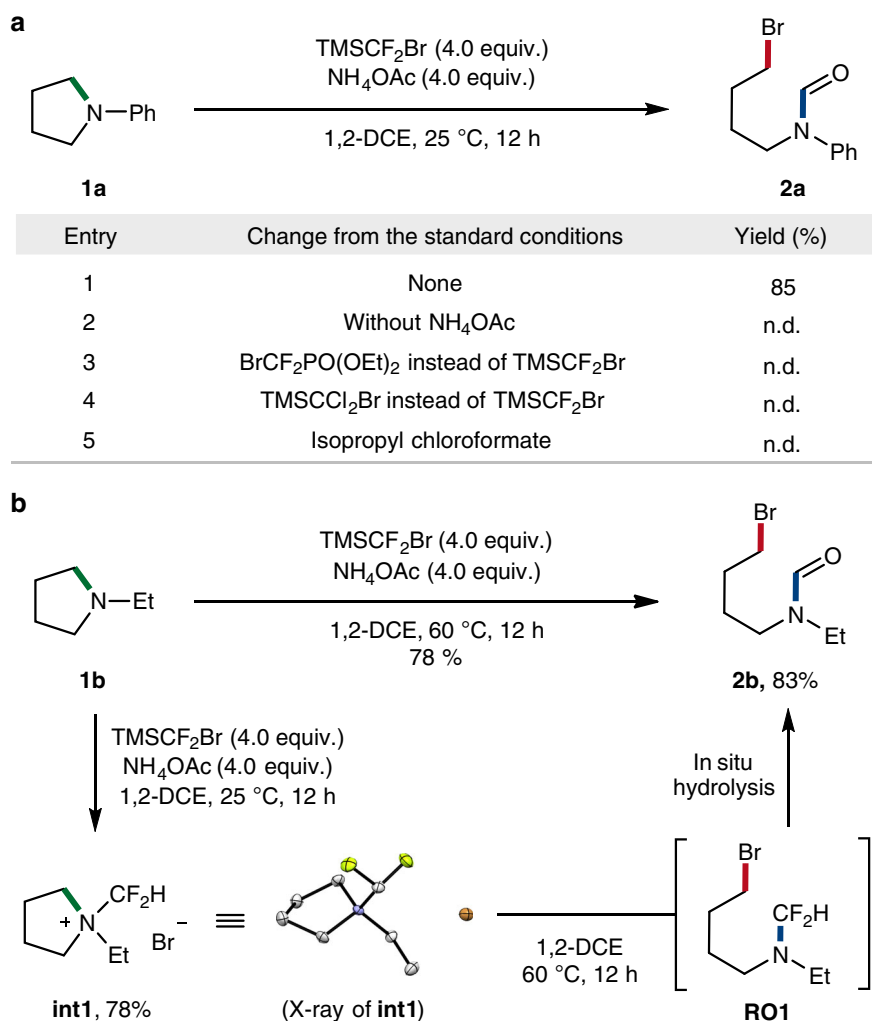 a
TMSCF₂Br (4.0 equiv.)
NH₄OAc (4.0 equiv.)
1,2-DCE, 25 °C, 12 h
N Ph
1a
Br
O
N
Ph
2a
Entry Change from the standard conditions Yield (%)
1 None 85
2 Without NH₄OAc n.d.
3 BrCF₂PO(OEt)₂ instead of TMSCF₂Br n.d.
4 TMSCCl₂Br instead of TMSCF₂Br n.d.
5 Isopropyl chloroformate n.d.
b
TMSCF₂Br (4.0 equiv.)
NH₄OAc (4.0 equiv.)
1,2-DCE, 60 °C, 12 h
78 %
N Et
1b
Br
O
N
Et
2b, 83%
TMSCF₂Br (4.0 equiv.)
NH₄OAc (4.0 equiv.)
1,2-DCE, 25 °C, 12 h
In situ
hydrolysis
CF₂H
+ N
Et
Br −
int1, 78%
(X-ray of int1)
1,2-DCE
60 °C, 12 h
Br
CF₂H
N
Et
RO1